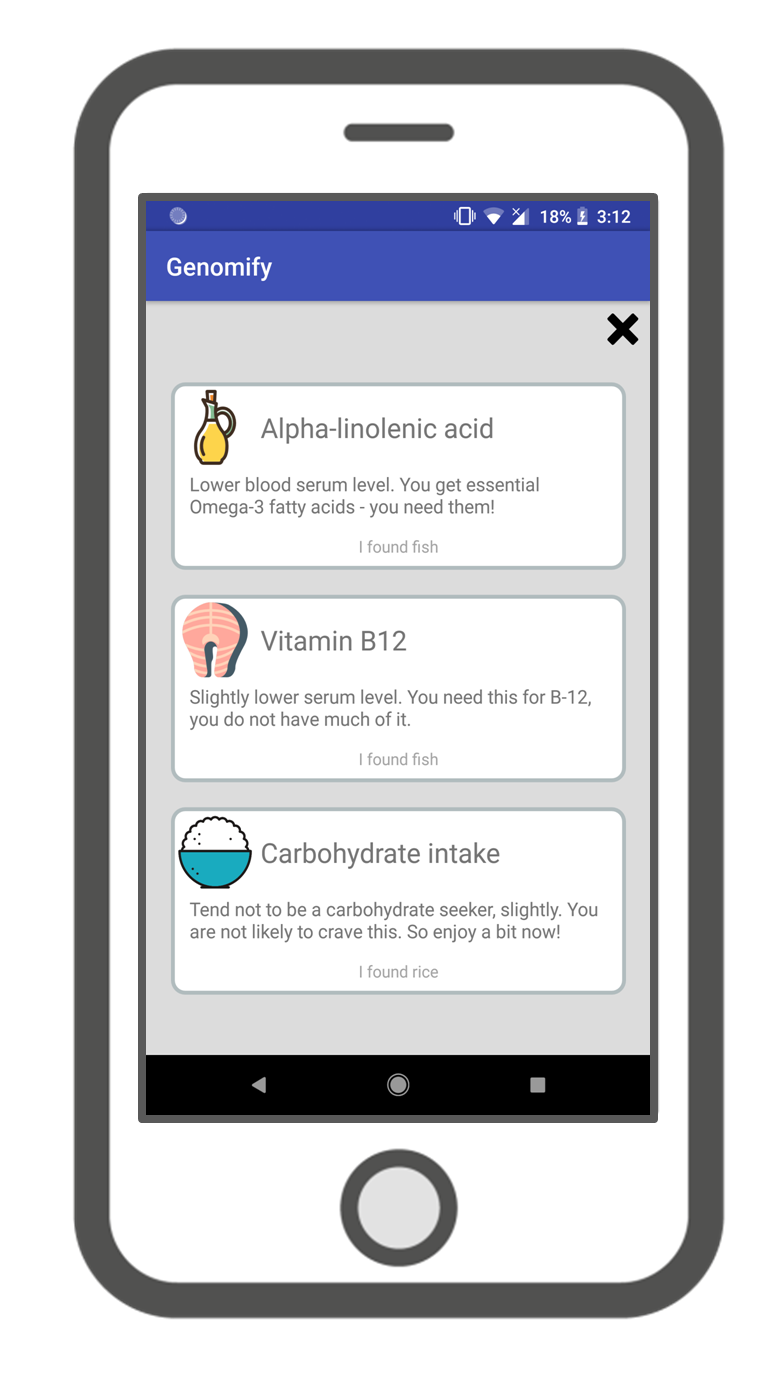 18% 3:12
Genomify
Alpha-linolenic acid
Lower blood serum level. You get essential
Omega-3 fatty acids - you need them!
I found fish
Vitamin B12
Slightly lower serum level. You need this for B-12,
you do not have much of it.
I found fish
Carbohydrate intake
Tend not to be a carbohydrate seeker, slightly. You
are not likely to crave this. So enjoy a bit now!
I found rice